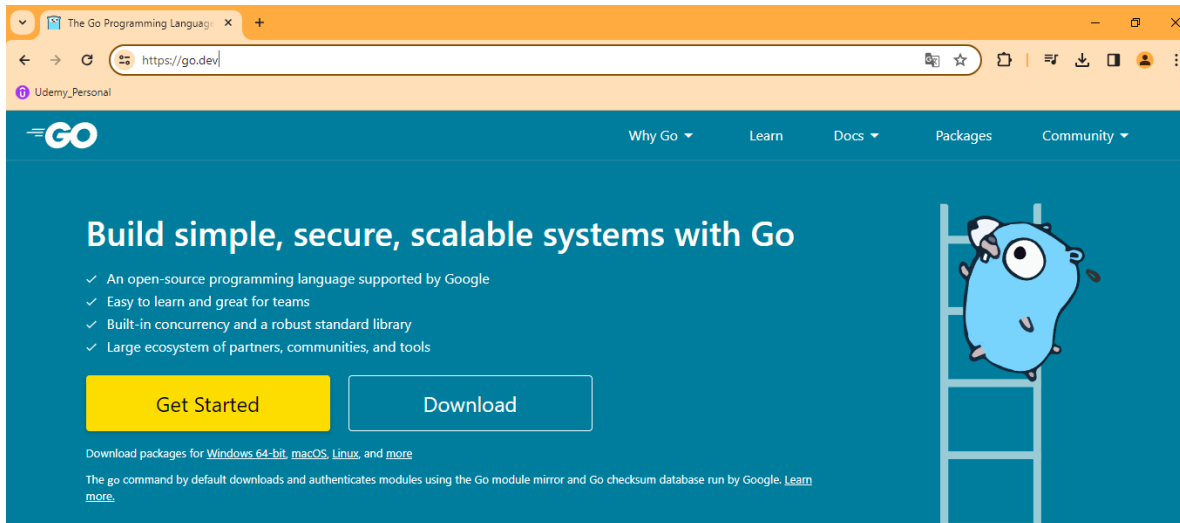 The Go Programming Languag
https://go.dev
Udemy_Personal
GO
Why Go
Learn
Docs
Packages
Community
Build simple, secure, scalable systems with Go
An open-source programming language supported by Google
Easy to learn and great for teams
Built-in concurrency and a robust standard library
Large ecosystem of partners, communities, and tools
Get Started
Download
Download packages for Windows 64-bit, macOS, Linux, and more
The go command by default downloads and authenticates modules using the Go module mirror and Go checksum database run by Google. Learn
more.